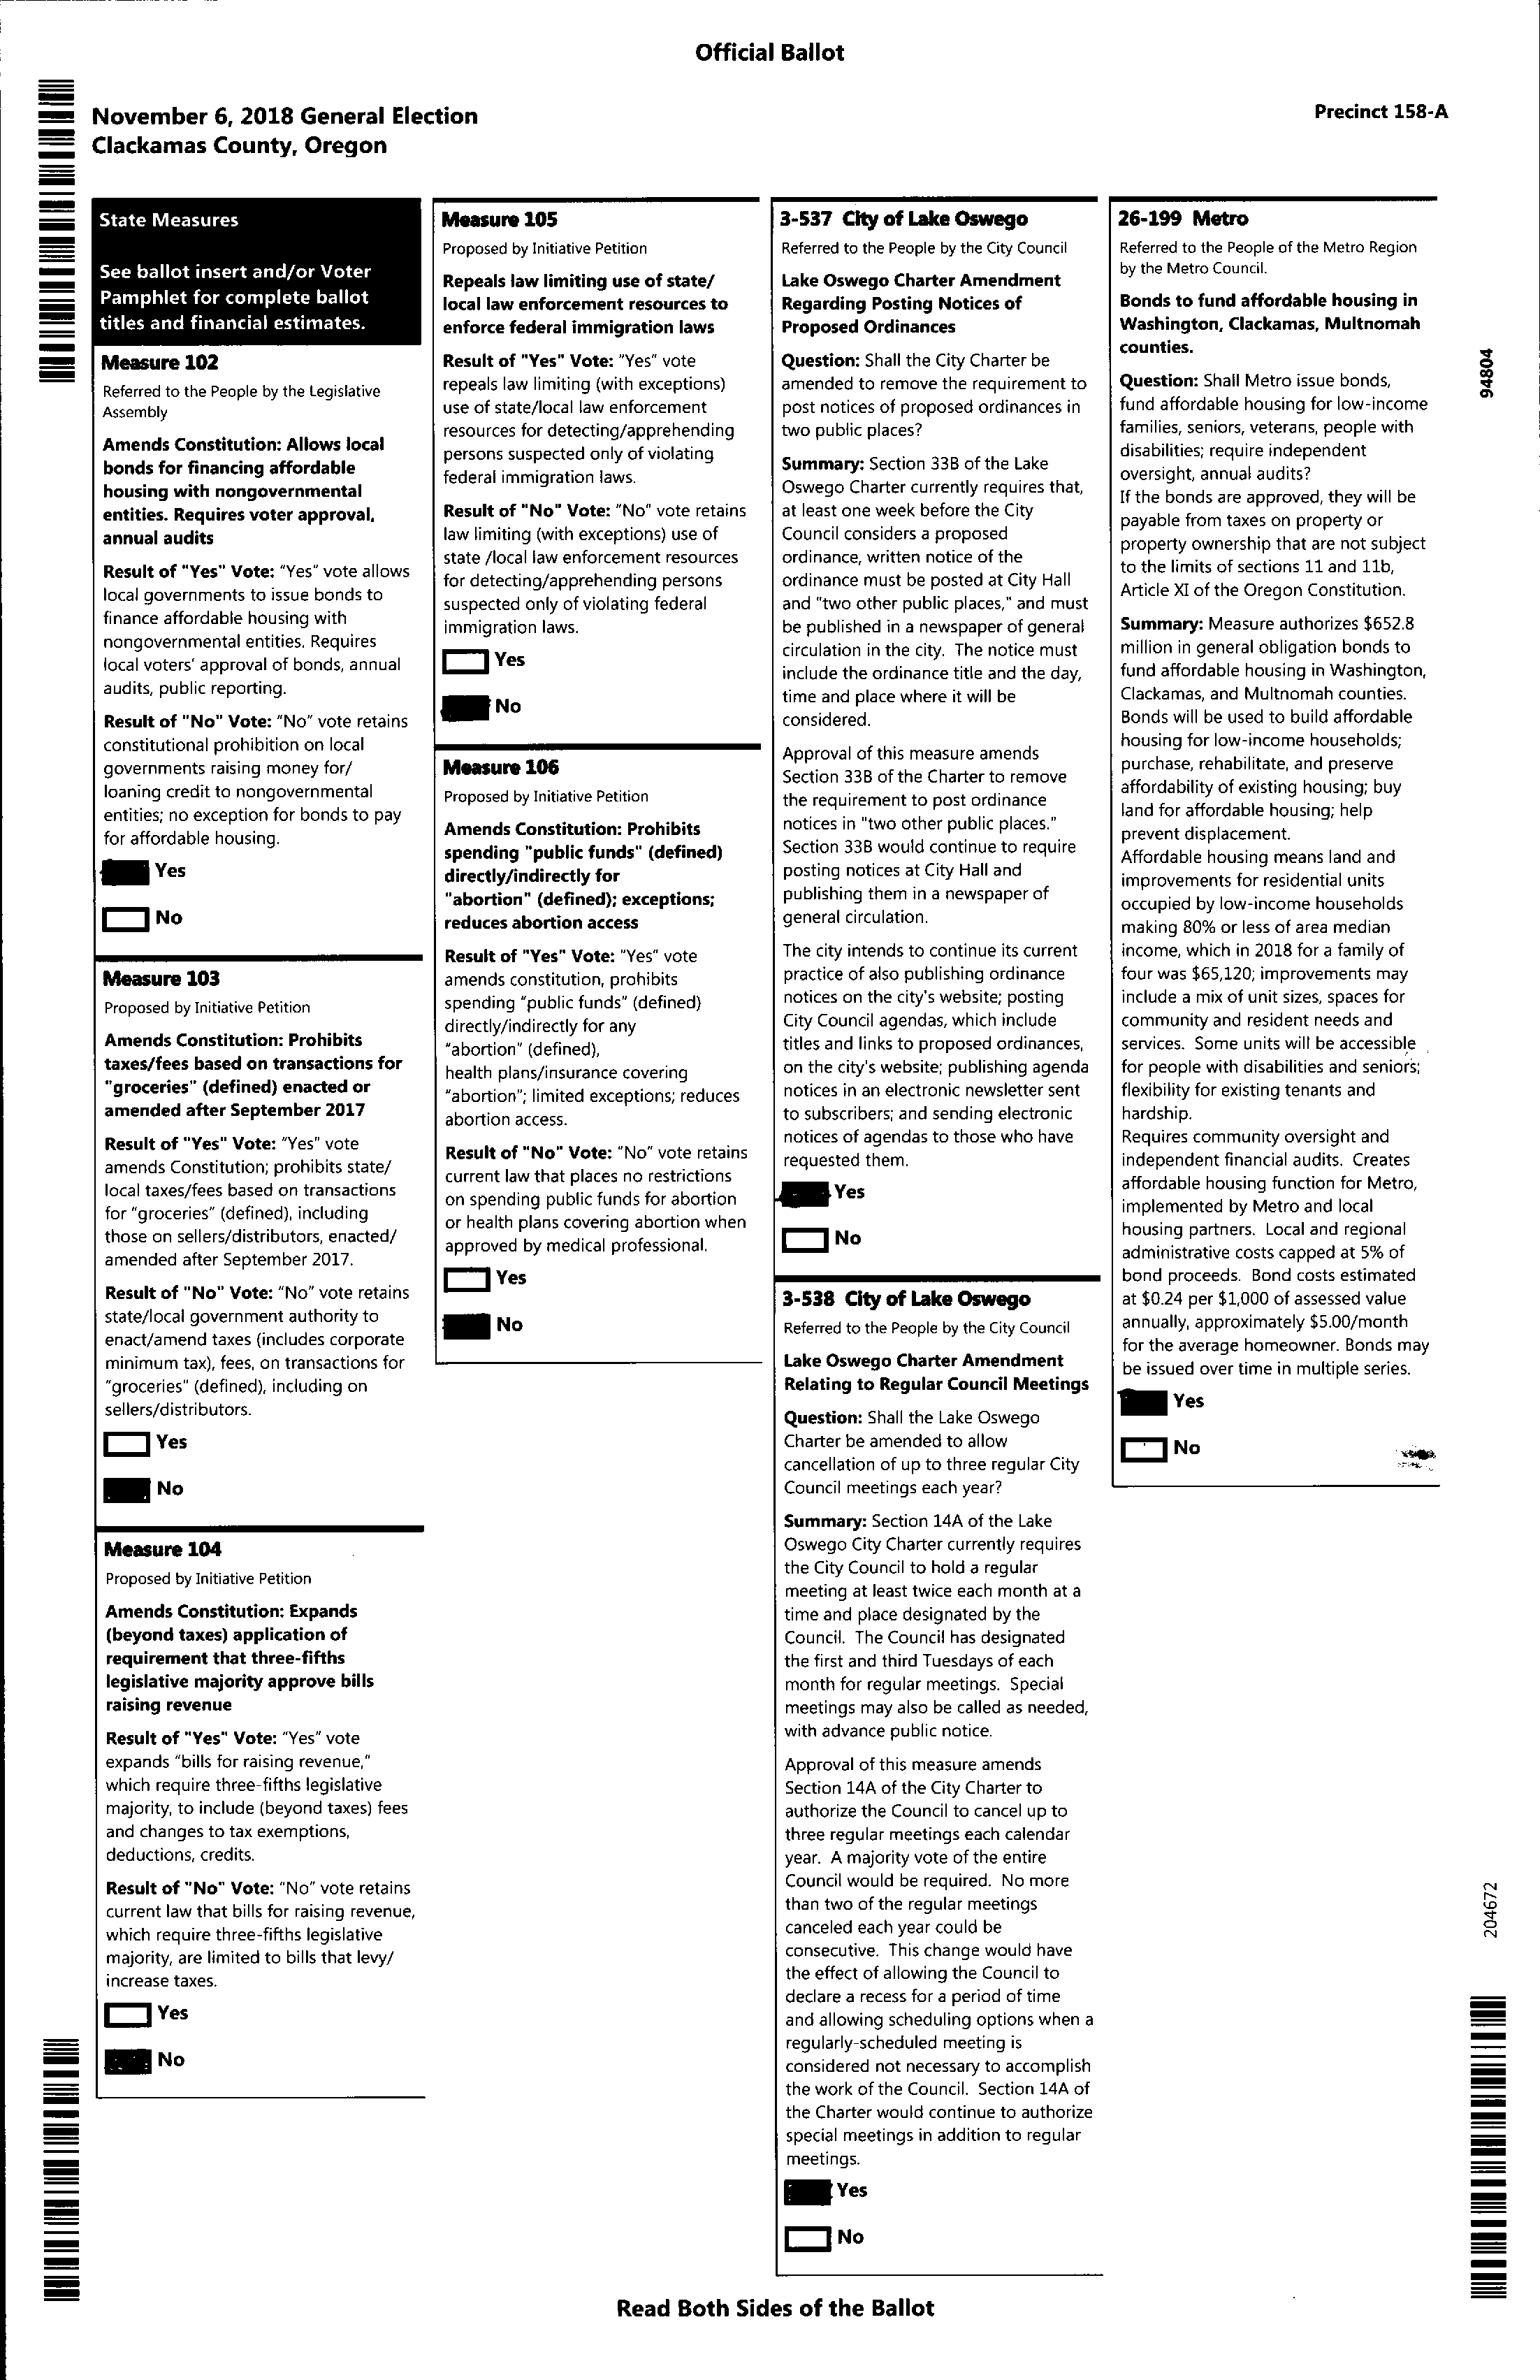 Official Ballot
November 6, 2018 General Election
Clackamas County, Oregon
Precinct 158-A
State Measures
See ballot insert and/or Voter
Pamphlet for complete ballot
titles and financial estimates.
Measure 102
Referred to the People by the Legislative
Assembly
Amends Constitution: Allows local
bonds for financing affordable
housing with nongovernmental
entities. Requires voter approval,
annual audits
Result of "Yes" Vote: "Yes" vote allows
local governments to issue bonds to
finance affordable housing with
nongovernmental entities. Requires
local voters' approval of bonds, annual
audits, public reporting.
Result of "No" Vote: "No" vote retains
constitutional prohibition on local
governments raising money for/
loaning credit to nongovernmental
entities; no exception for bonds to pay
for affordable housing.
Yes
No
Measure 103
Proposed by Initiative Petition
Amends Constitution: Prohibits
taxes/fees based on transactions for
"groceries" (defined) enacted or
amended after September 2017
Result of "Yes" Vote: "Yes" vote
amends Constitution; prohibits state/
local taxes/fees based on transactions
for "groceries" (defined), including
those on sellers/distributors, enacted/
amended after September 2017.
Result of "No" Vote: "No" vote retains
state/local government authority to
enact/amend taxes (includes corporate
minimum tax), fees, on transactions for
"groceries" (defined), including on
sellers/distributors.
Yes
No
Measure 104
Proposed by Initiative Petition
Amends Constitution: Expands
(beyond taxes) application of
requirement that three-fifths
legislative majority approve bills
raising revenue
Result of "Yes" Vote: "Yes" vote
expands "bills for raising revenue,"
which require three-fifths legislative
majority, to include (beyond taxes) fees
and changes to tax exemptions,
deductions, credits.
Result of "No" Vote: "No" vote retains
current law that bills for raising revenue,
which require three-fifths legislative
majority, are limited to bills that levy/
increase taxes.
Yes
No
Measure 105
Proposed by Initiative Petition
Repeals law limiting use of state/
local law enforcement resources to
enforce federal immigration laws
Result of "Yes" Vote: "Yes" vote
repeals law limiting (with exceptions)
use of state/local law enforcement
resources for detecting/apprehending
persons suspected only of violating
federal immigration laws.
Result of "No" Vote: "No" vote retains
law limiting (with exceptions) use of
state /local law enforcement resources
for detecting/apprehending persons
suspected only of violating federal
immigration laws.
Yes
No
Measure 106
Proposed by Initiative Petition
Amends Constitution: Prohibits
spending "public funds" (defined)
directly/indirectly for
"abortion" (defined); exceptions;
reduces abortion access
Result of "Yes" Vote: "Yes" vote
amends constitution, prohibits
spending "public funds" (defined)
directly/indirectly for any
"abortion" (defined),
health plans/insurance covering
"abortion"; limited exceptions; reduces
abortion access.
Result of "No" Vote: "No" vote retains
current law that places no restrictions
on spending public funds for abortion
or health plans covering abortion when
approved by medical professional.
Yes
No
3-537 City of Lake Oswego
Referred to the People by the City Council
Lake Oswego Charter Amendment
Regarding Posting Notices of
Proposed Ordinances
Question: Shall the City Charter be
amended to remove the requirement to
post notices of proposed ordinances in
two public places?
Summary: Section 33B of the Lake
Oswego Charter currently requires that,
at least one week before the City
Council considers a proposed
ordinance, written notice of the
ordinance must be posted at City Hall
and "two other public places," and must
be published in a newspaper of general
circulation in the city. The notice must
include the ordinance title and the day,
time and place where it will be
considered.
Approval of this measure amends
Section 33B of the Charter to remove
the requirement to post ordinance
notices in "two other public places."
Section 33B would continue to require
posting notices at City Hall and
publishing them in a newspaper of
general circulation.
The city intends to continue its current
practice of also publishing ordinance
notices on the city's website; posting
City Council agendas, which include
titles and links to proposed ordinances,
on the city's website; publishing agenda
notices in an electronic newsletter sent
to subscribers; and sending electronic
notices of agendas to those who have
requested them.
Yes
No
3-538 City of Lake Oswego
Referred to the People by the City Council
Lake Oswego Charter Amendment
Relating to Regular Council Meetings
Question: Shall the Lake Oswego
Charter be amended to allow
cancellation of up to three regular City
Council meetings each year?
Summary: Section 14A of the Lake
Oswego City Charter currently requires
the City Council to hold a regular
meeting at least twice each month at a
time and place designated by the
Council. The Council has designated
the first and third Tuesdays of each
month for regular meetings. Special
meetings may also be called as needed,
with advance public notice.
Approval of this measure amends
Section 14A of the City Charter to
authorize the Council to cancel up to
three regular meetings each calendar
year. A majority vote of the entire
Council would be required. No more
than two of the regular meetings
canceled each year could be
consecutive. This change would have
the effect of allowing the Council to
declare a recess for a period of time
and allowing scheduling options when a
regularly-scheduled meeting is
considered not necessary to accomplish
the work of the Council. Section 14A of
the Charter would continue to authorize
special meetings in addition to regular
meetings.
Yes
No
26-199 Metro
Referred to the People of the Metro Region
by the Metro Council.
Bonds to fund affordable housing in
Washington, Clackamas, Multnomah
counties.
Question: Shall Metro issue bonds,
fund affordable housing for low-income
families, seniors, veterans, people with
disabilities; require independent
oversight, annual audits?
If the bonds are approved, they will be
payable from taxes on property or
property ownership that are not subject
to the limits of sections 11 and 11b,
Article XI of the Oregon Constitution.
Summary: Measure authorizes $652.8
million in general obligation bonds to
fund affordable housing in Washington,
Clackamas, and Multnomah counties.
Bonds will be used to build affordable
housing for low-income households;
purchase, rehabilitate, and preserve
affordability of existing housing; buy
land for affordable housing; help
prevent displacement.
Affordable housing means land and
improvements for residential units
occupied by low-income households
making 80% or less of area median
income, which in 2018 for a family of
four was $65,120; improvements may
include a mix of unit sizes, spaces for
community and resident needs and
services. Some units will be accessible
for people with disabilities and seniors;
flexibility for existing tenants and
hardship.
Requires community oversight and
independent financial audits. Creates
affordable housing function for Metro,
implemented by Metro and local
housing partners. Local and regional
administrative costs capped at 5% of
bond proceeds. Bond costs estimated
at $0.24 per $1,000 of assessed value
annually, approximately $5.00/month
for the average homeowner. Bonds may
be issued over time in multiple series.
Yes
No
94804
204672
Read Both Sides of the Ballot